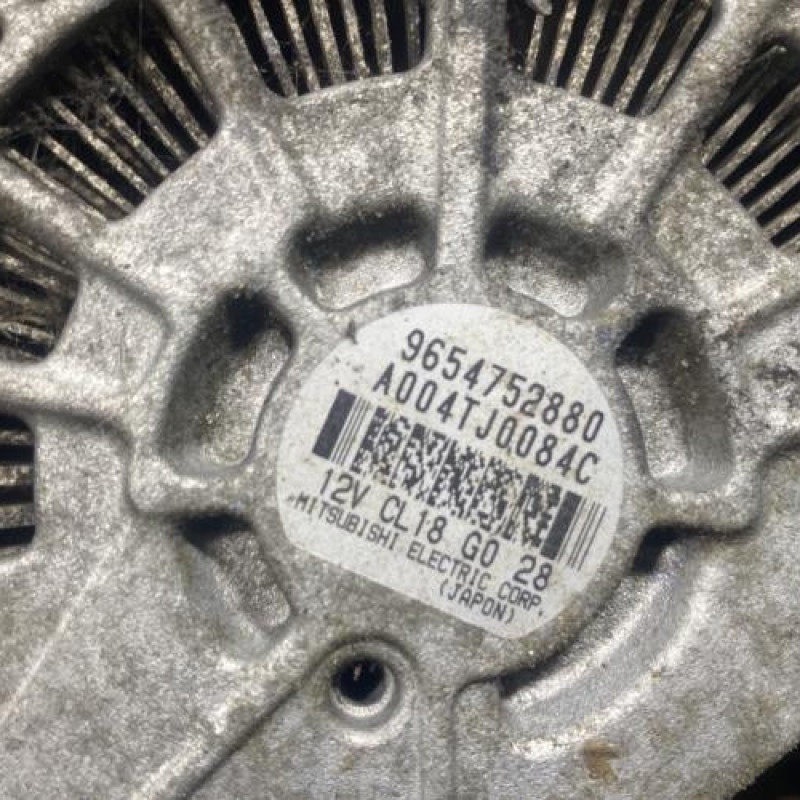 9654752880
A004TJ0084C
12V CL18 G0 28
MITSUBISHI ELECTRIC CORP.
(JAPON)